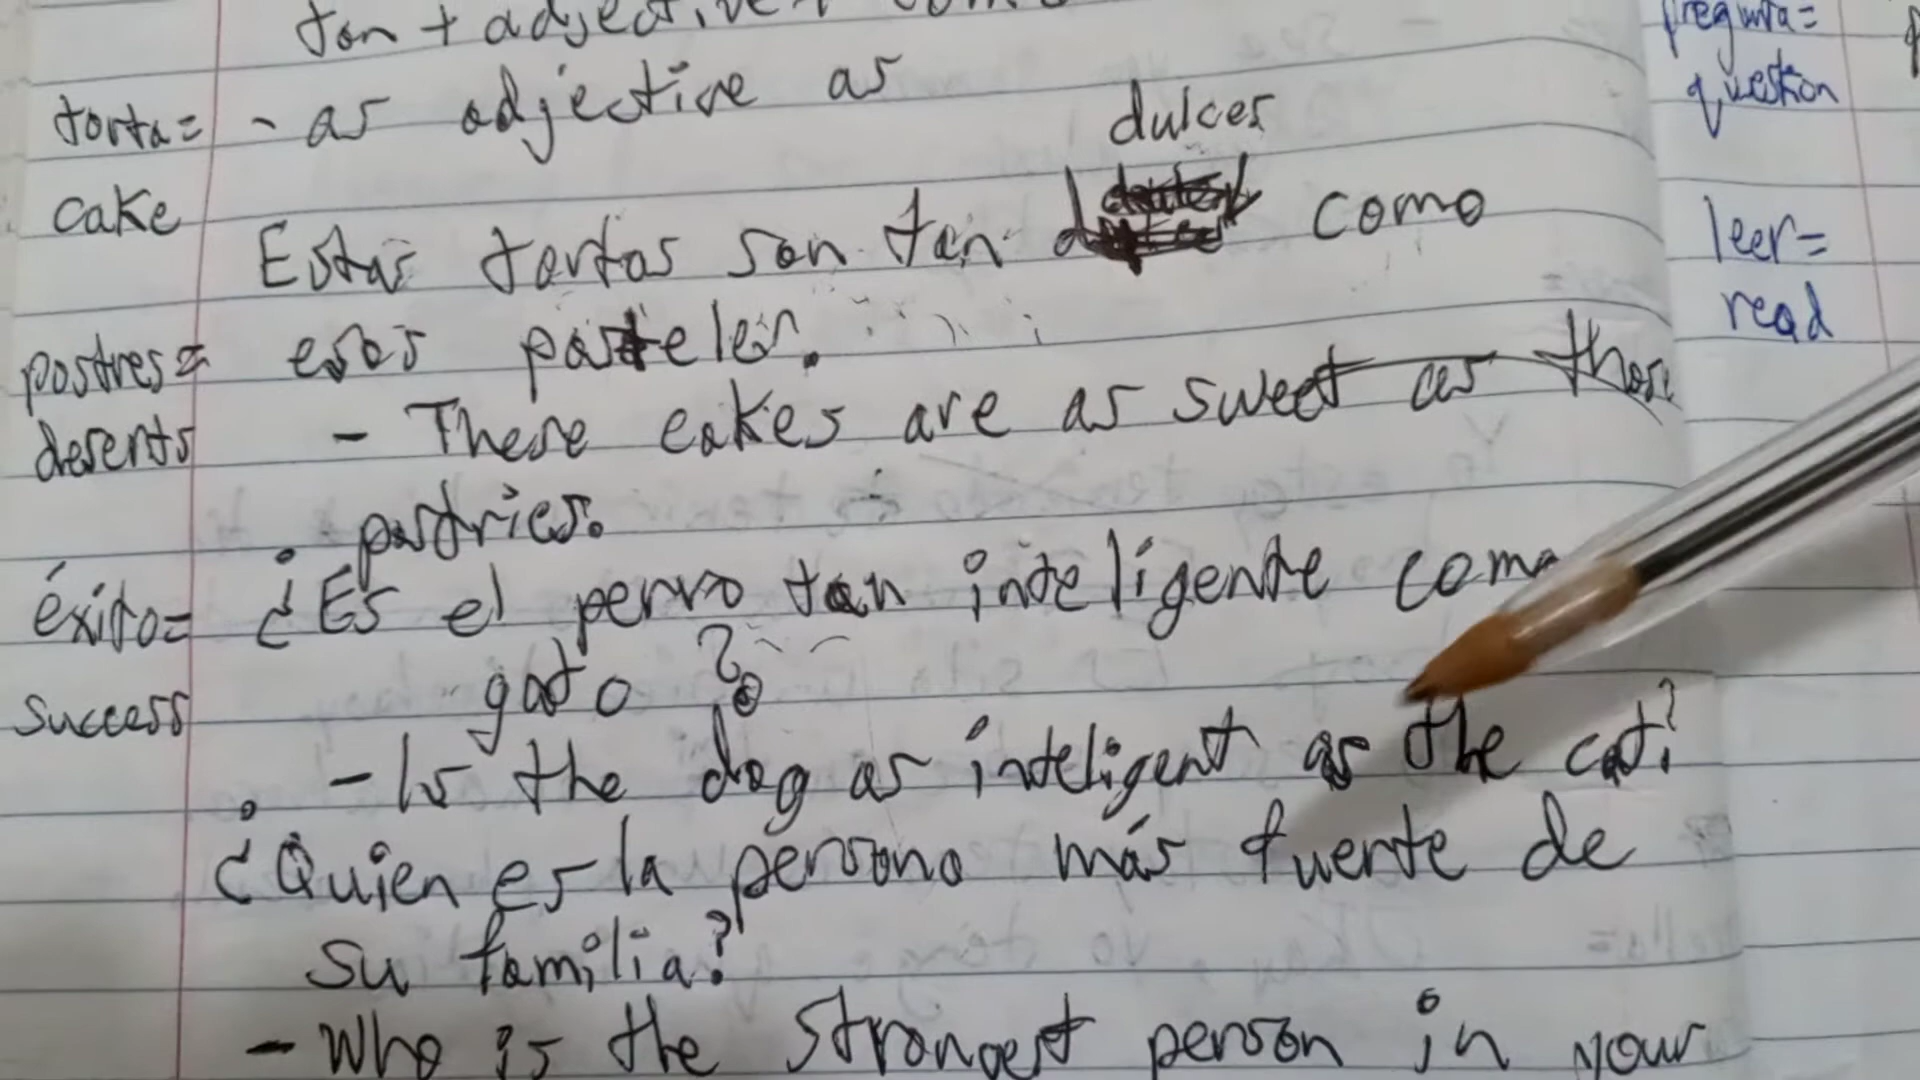 tan + adjective +
- as adjective as
dulces
Estas tortas son tan como
esos pasteles.
- These cakes are as sweet as those
pastries.
¿Es el perro tan inteligente como
gato?
- Is the dog as inteligent as the cat?
¿Quien es la persona más fuerte de
su familia?
- Who is the strongest person in your
torta=
cake
postres=
deserts
éxito=
success
pregunta=
question
leer=
read